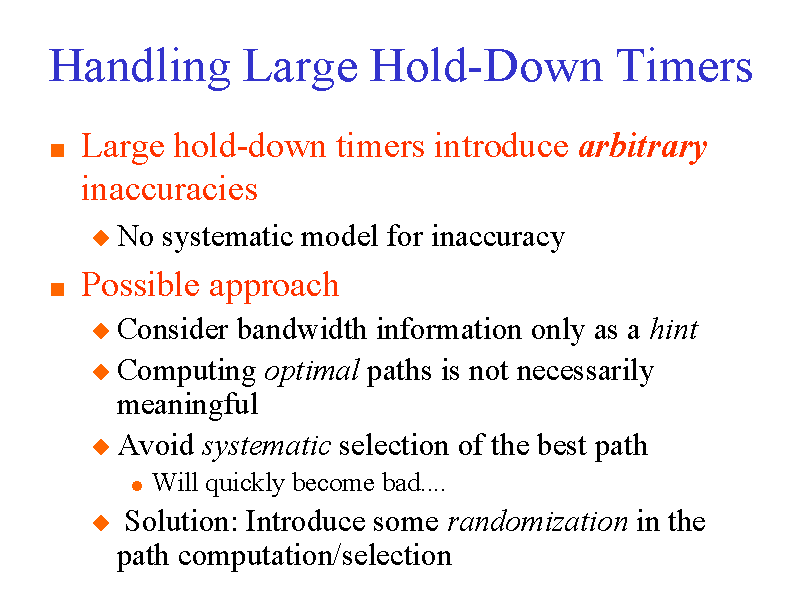 Handling Large Hold-Down Timers
Large hold-down timers introduce arbitrary
inaccuracies
No systematic model for inaccuracy
Possible approach
Consider bandwidth information only as a hint
Computing optimal paths is not necessarily
meaningful
Avoid systematic selection of the best path
Will quickly become bad....
Solution: Introduce some randomization in the
path computation/selection